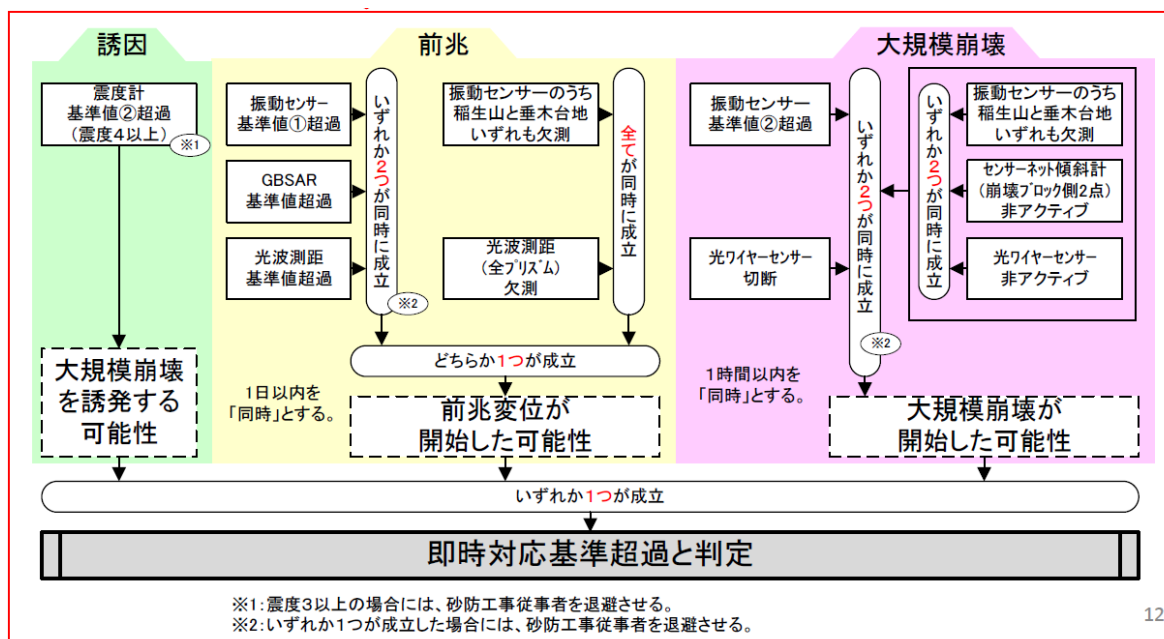 誘因
前兆
大規模崩壊
震度計
基準値②超過
(震度4以上)
※1
大規模崩壊
を誘発する
可能性
振動センサー
基準値①超過
GBSAR
基準値超過
光波測距
基準値超過
いずれか2つが同時に成立
※2
振動センサーのうち
稲生山と垂木台地
いずれも欠測
光波測距
(全プリズム)
欠測
全てが同時に成立
どちらか1つが成立
1日以内を
「同時」とする。
前兆変位が
開始した可能性
振動センサー
基準値②超過
光ワイヤーセンサー
切断
いずれか2つが同時に成立
※2
いずれか2つが同時に成立
振動センサーのうち
稲生山と垂木台地
いずれも欠測
センサーネット傾斜計
(崩壊ブロック側2点)
非アクティブ
光ワイヤーセンサー
非アクティブ
1時間以内を
「同時」とする。
大規模崩壊が
開始した可能性
いずれか1つが成立
即時対応基準超過と判定
※1:震度3以上の場合には、砂防工事従事者を退避させる。
※2:いずれか1つが成立した場合には、砂防工事従事者を退避させる。
12